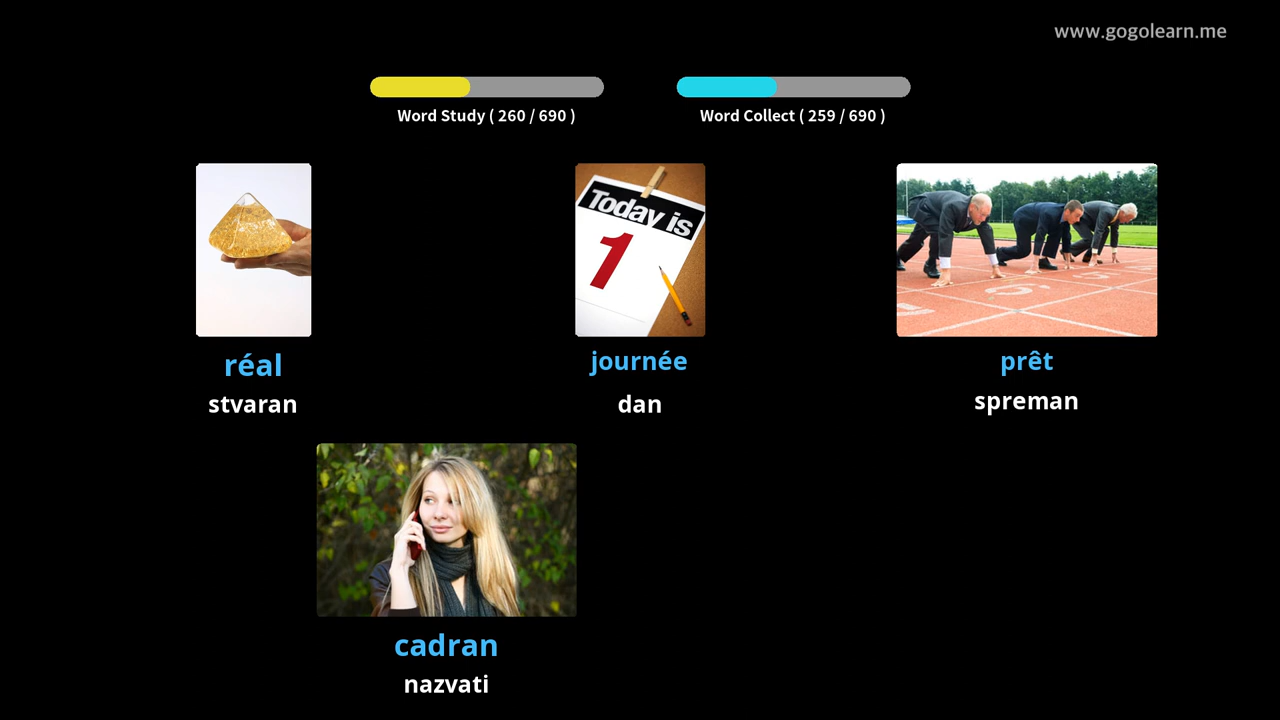 www.gogolearn.me
Word Study ( 260 / 690 )
Word Collect ( 259 / 690 )
Today is
1
5
réal
journée
prêt
stvaran
dan
spreman
cadran
nazvati